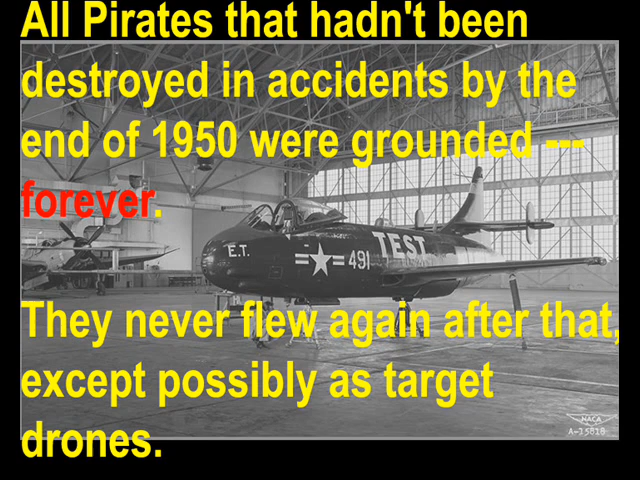 All Pirates that hadn't been
destroyed in accidents by the
end of 1950 were grounded ---
forever.
E.T.
491
TEST
They never flew again after that,
except possibly as target
drones.
NACA
A-15818